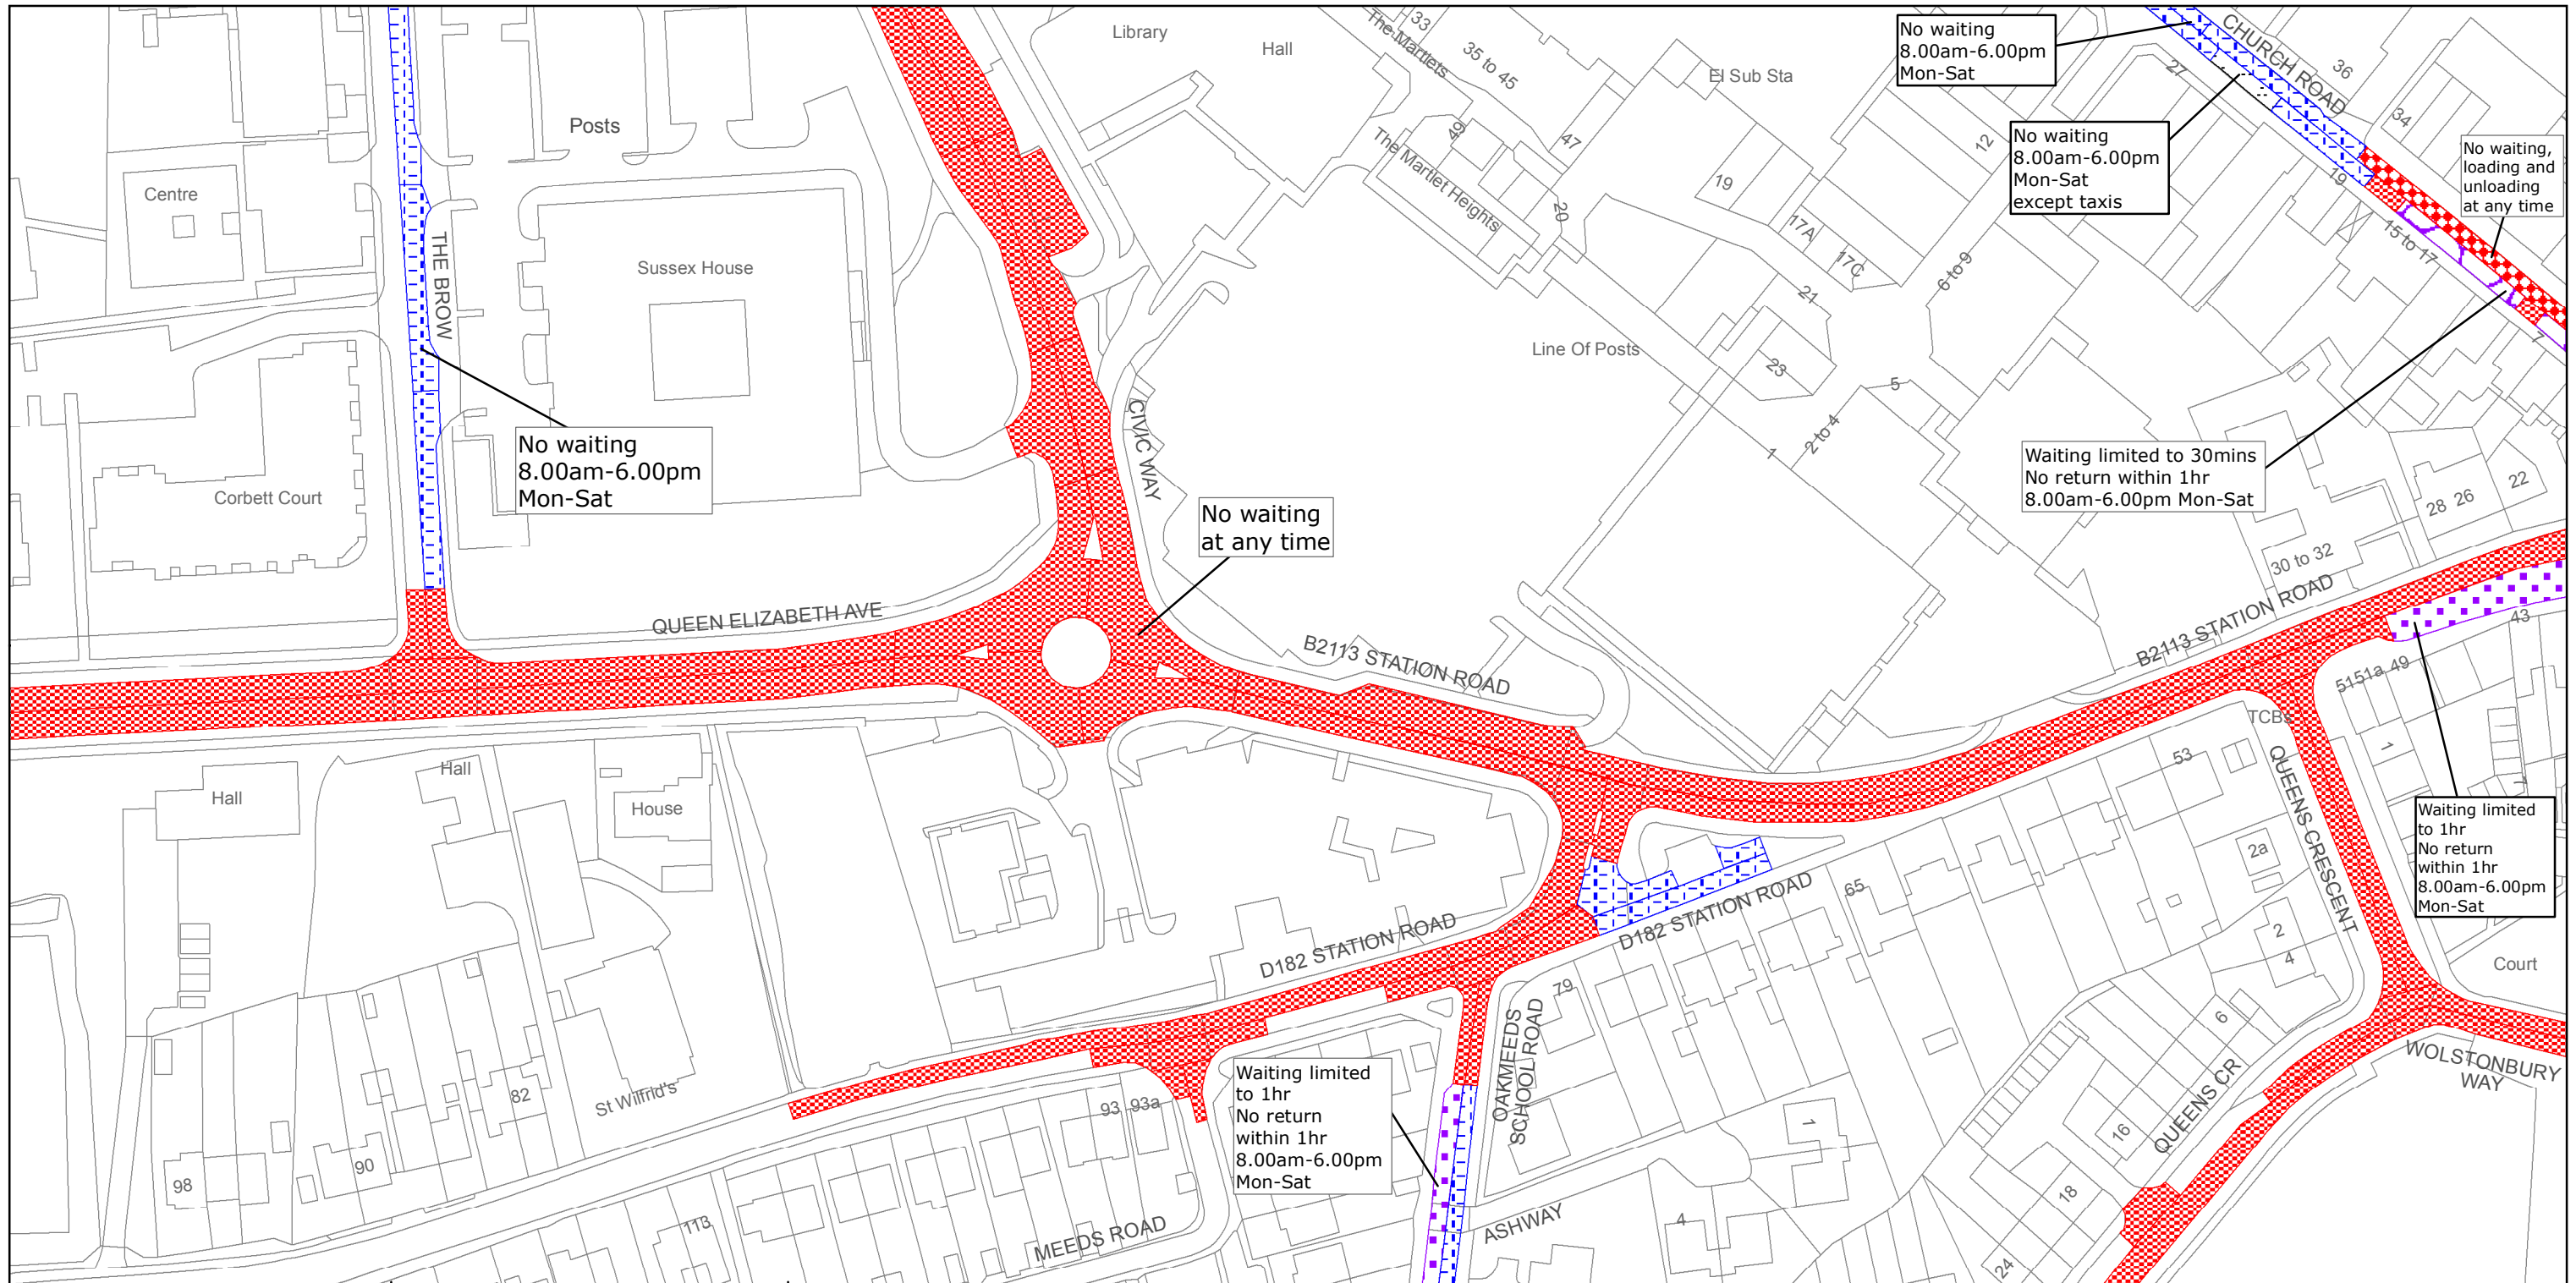 Library
Hall
The Martlets
33
35 to 45
El Sub Sta
No waiting
8.00am-6.00pm
Mon-Sat
CHURCH ROAD
36
27
34
Posts
49
47
12
The Martlet Heights
No waiting
8.00am-6.00pm
Mon-Sat
except taxis
19
No waiting,
loading and
unloading
at any time
Centre
19
20
17A
17C
15 to 17
THE BROW
Sussex House
21
6 to 9
7
Line Of Posts
23
5
CIVIC WAY
2 to 4
1
No waiting
8.00am-6.00pm
Mon-Sat
Waiting limited to 30mins
No return within 1hr
8.00am-6.00pm Mon-Sat
Corbett Court
28
26
22
No waiting
at any time
30 to 32
QUEEN ELIZABETH AVE
B2113 STATION ROAD
B2113 STATION ROAD
43
5151a 49
TCBs
Hall
Hall
House
53
1
7
QUEENS CRESCENT
2a
Waiting limited
to 1hr
No return
within 1hr
8.00am-6.00pm
Mon-Sat
D182 STATION ROAD
D182 STATION ROAD
65
2
4
Court
79
6
OAKMEEDS
SCHOOL ROAD
WOLSTONBURY
WAY
Waiting limited
to 1hr
No return
within 1hr
8.00am-6.00pm
Mon-Sat
82
St Wilfrid's
93
93a
1
16
QUEENS CR
90
98
18
113
MEEDS ROAD
ASHWAY
4
24